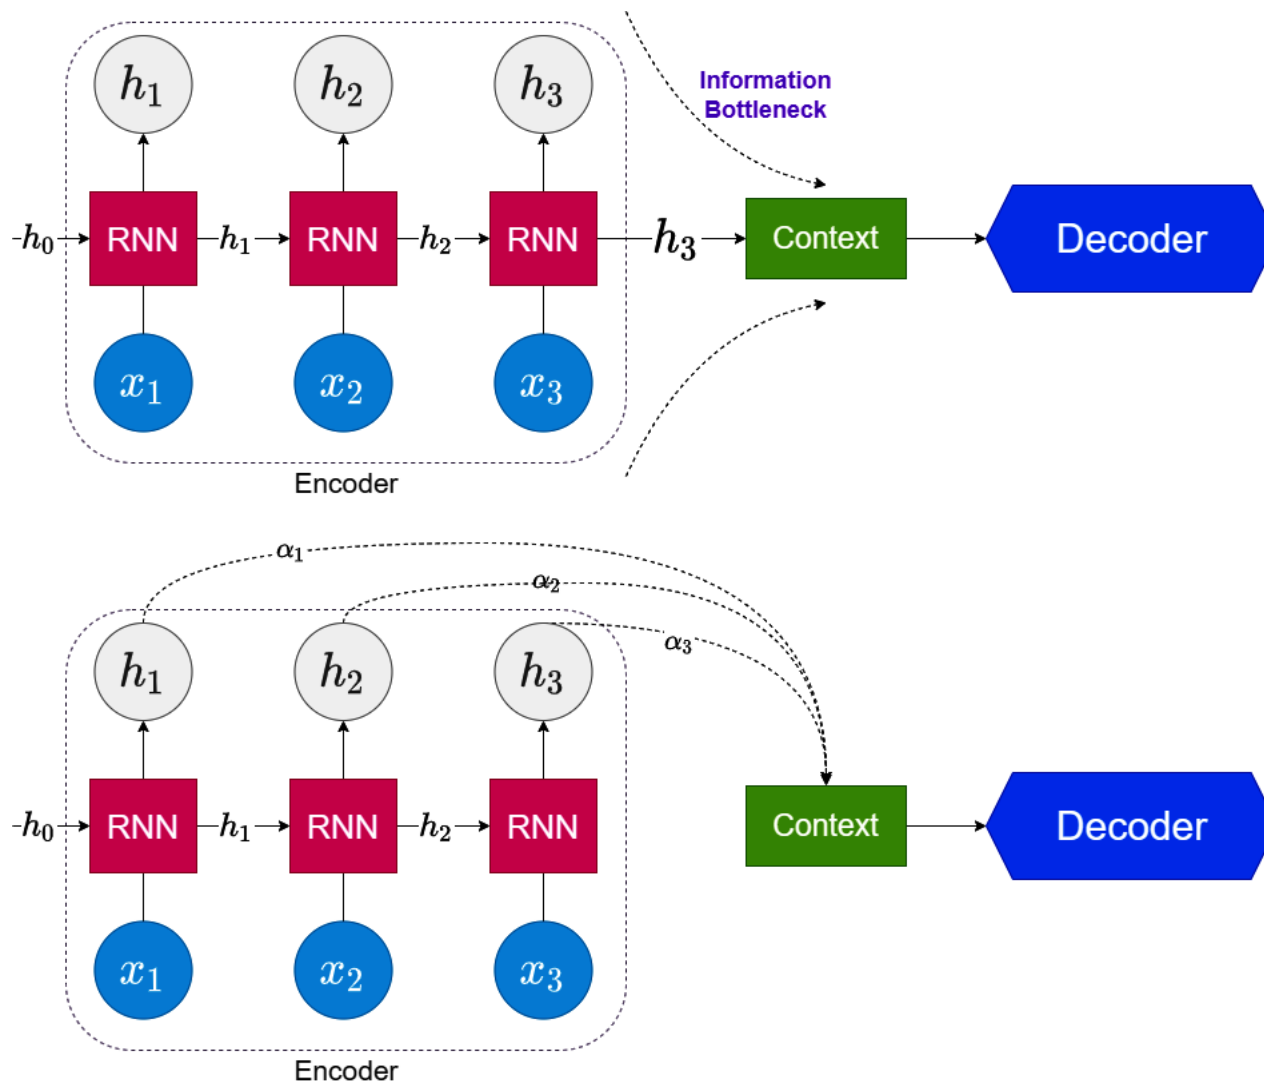 h₁
h₂
h₃
Information
Bottleneck
h₀ RNN h₁ RNN h₂ RNN h₃ Context Decoder
x₁
x₂
x₃
Encoder
α₁
α₂
α₃
h₁
h₂
h₃
h₀ RNN h₁ RNN h₂ RNN Context Decoder
x₁
x₂
x₃
Encoder